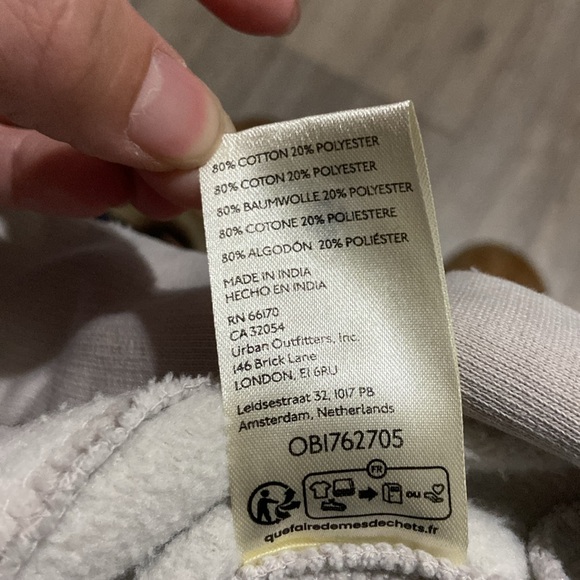 80% COTTON 20% POLYESTER
80% COTON 20% POLYESTER
80% BAUMWOLLE 20% POLYESTER
80% COTONE 20% POLIESTERE
80% ALGODÓN 20% POLIÉSTER
MADE IN INDIA
HECHO EN INDIA
RN 66170
CA 32054
Urban Outfitters, Inc.
146 Brick Lane
LONDON, E1 6RU
Leidsestraat 32, 1017 PB
Amsterdam, Netherlands
OB1762705
FR
OU
quefairedemesdechets.fr